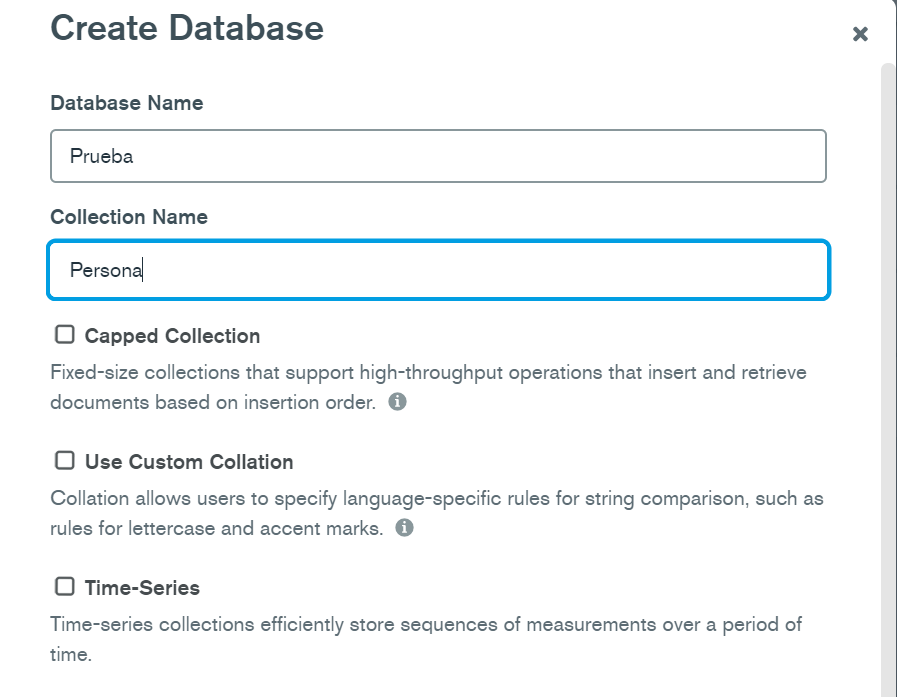 Create Database
Database Name
Prueba
Collection Name
Persona
Capped Collection
Fixed-size collections that support high-throughput operations that insert and retrieve
documents based on insertion order.
Use Custom Collation
Collation allows users to specify language-specific rules for string comparison, such as
rules for lettercase and accent marks.
Time-Series
Time-series collections efficiently store sequences of measurements over a period of
time.